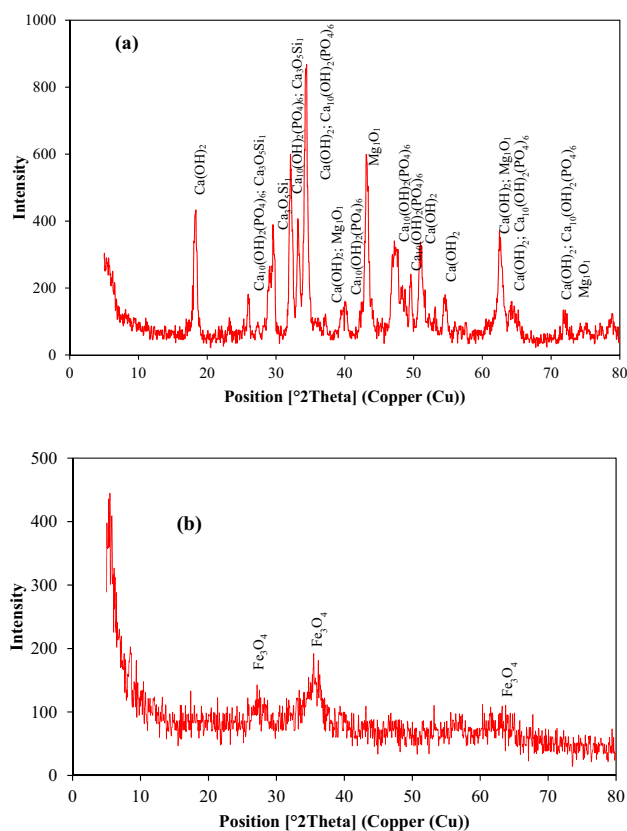 1000
(a)
800
600
400
200
0
Intensity
Ca(OH)₂
Ca₁₀(OH)₂(PO₄)₆; Ca₃O₅Si₁
Ca₃O₅Si₁
Ca₁₀(OH)₂(PO₄)₆; Ca₃O₅Si₁
Ca(OH)₂; Ca₁₀(OH)₂(PO₄)₆
Ca(OH)₂; Mg₁O₁
Ca₁₀(OH)₂(PO₄)₆
Mg₁O₁
Ca₁₀(OH)₂(PO₄)₆
Ca₁₀(OH)₂(PO₄)₆
Ca(OH)₂
Ca(OH)₂
Ca(OH)₂; Mg₁O₁
Ca(OH)₂; Ca₁₀(OH)₂(PO₄)₆
Ca(OH)₂; Ca₁₀(OH)₂(PO₄)₆
Mg₁O₁
0 10 20 30 40 50 60 70 80
Position [°2Theta] (Copper (Cu))
500
(b)
400
300
200
100
0
Intensity
Fe₃O₄
Fe₃O₄
Fe₃O₄
0 10 20 30 40 50 60 70 80
Position [°2Theta] (Copper (Cu))